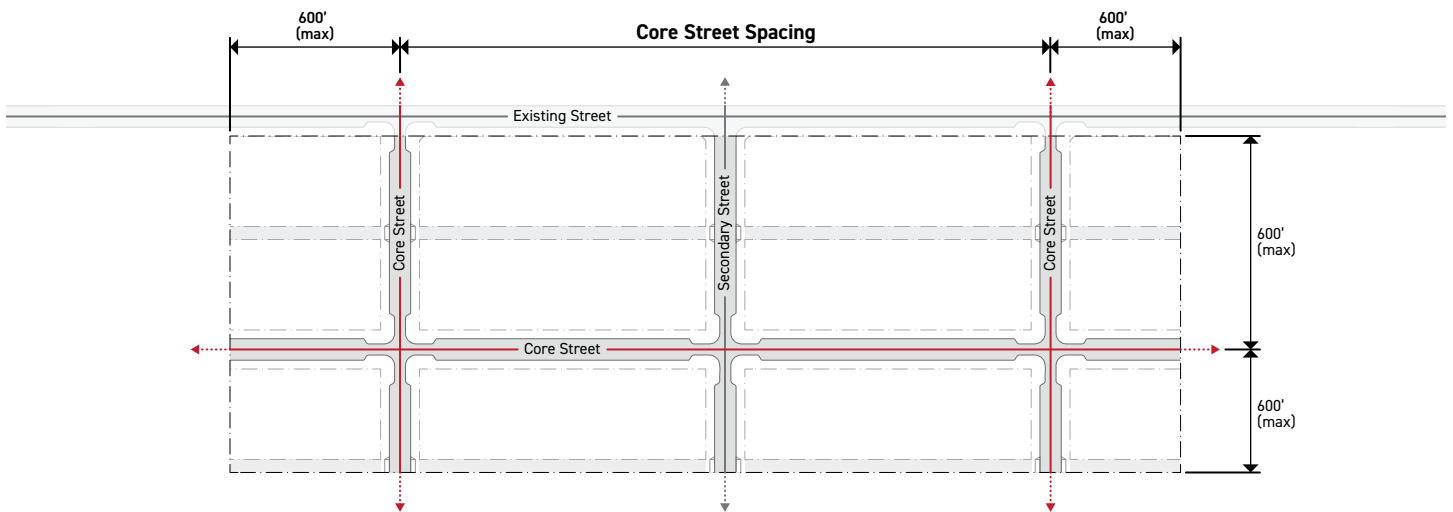 600’
(max)
Core Street Spacing
600’
(max)
Existing Street
Core Street
Secondary Street
Core Street
600’
(max)
Core Street
600’
(max)